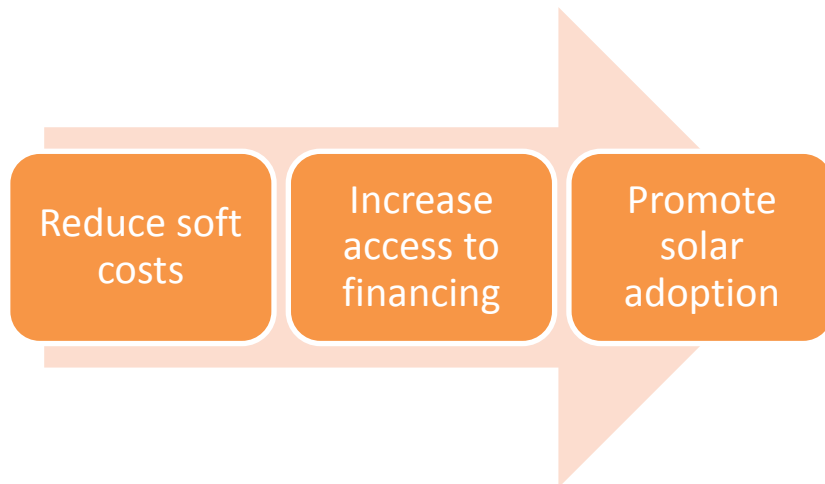 Reduce soft
costs
Increase
access to
financing
Promote
solar
adoption